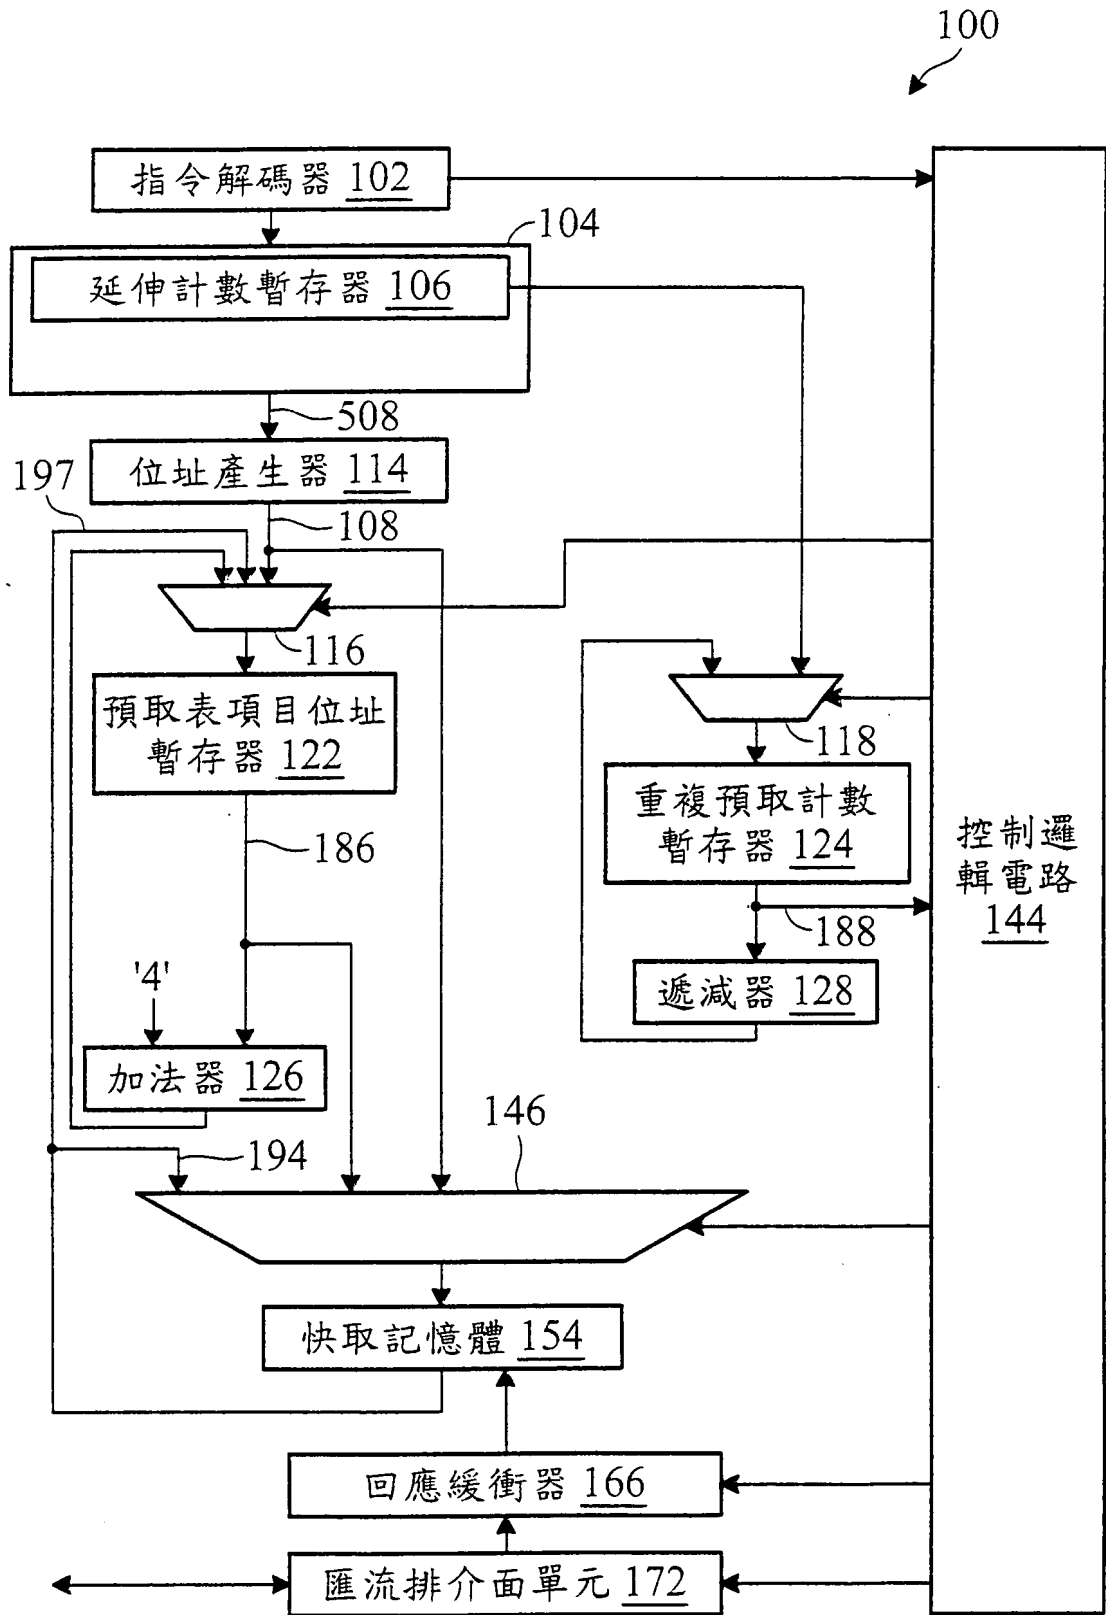 100
指令解碼器 102
104
延伸計數暫存器 106
508
位址產生器 114
197
108
116
預取表項目位址
暫存器 122
118
重複預取計數
暫存器 124
186
188
控制邏
輯電路
144
'4'
遞減器 128
加法器 126
146
194
快取記憶體 154
回應緩衝器 166
匯流排介面單元 172